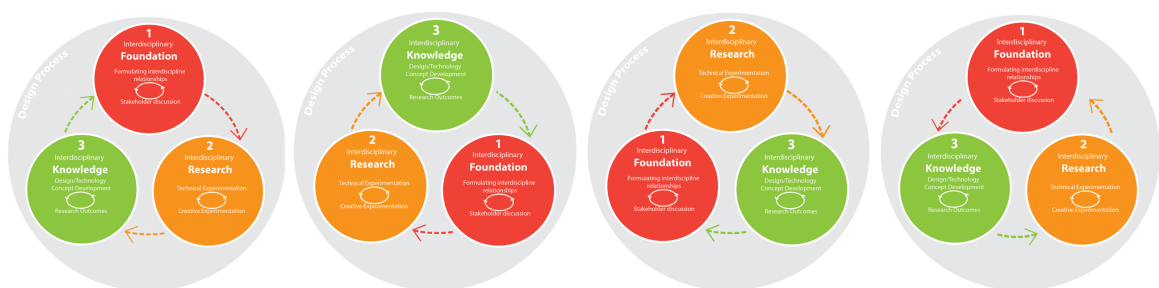 Design Process
1
Interdisciplinary
Foundation
Formulating interdiscipline
relationships
Stakeholder discussion
3
Interdisciplinary
Knowledge
Design/Technology
Concept Development
Research Outcomes
2
Interdisciplinary
Research
Technical Experimentation
Creative Experimentation
Design Process
3
Interdisciplinary
Knowledge
Design/Technology
Concept Development
Research Outcomes
2
Interdisciplinary
Research
Technical Experimentation
Creative Experimentation
1
Interdisciplinary
Foundation
Formulating interdiscipline
relationships
Stakeholder discussion
Design Process
2
Interdisciplinary
Research
Technical Experimentation
Creative Experimentation
1
Interdisciplinary
Foundation
Formulating interdiscipline
relationships
Stakeholder discussion
3
Interdisciplinary
Knowledge
Design/Technology
Concept Development
Research Outcomes
Design Process
1
Interdisciplinary
Foundation
Formulating interdiscipline
relationships
Stakeholder discussion
3
Interdisciplinary
Knowledge
Design/Technology
Concept Development
Research Outcomes
2
Interdisciplinary
Research
Technical Experimentation
Creative Experimentation